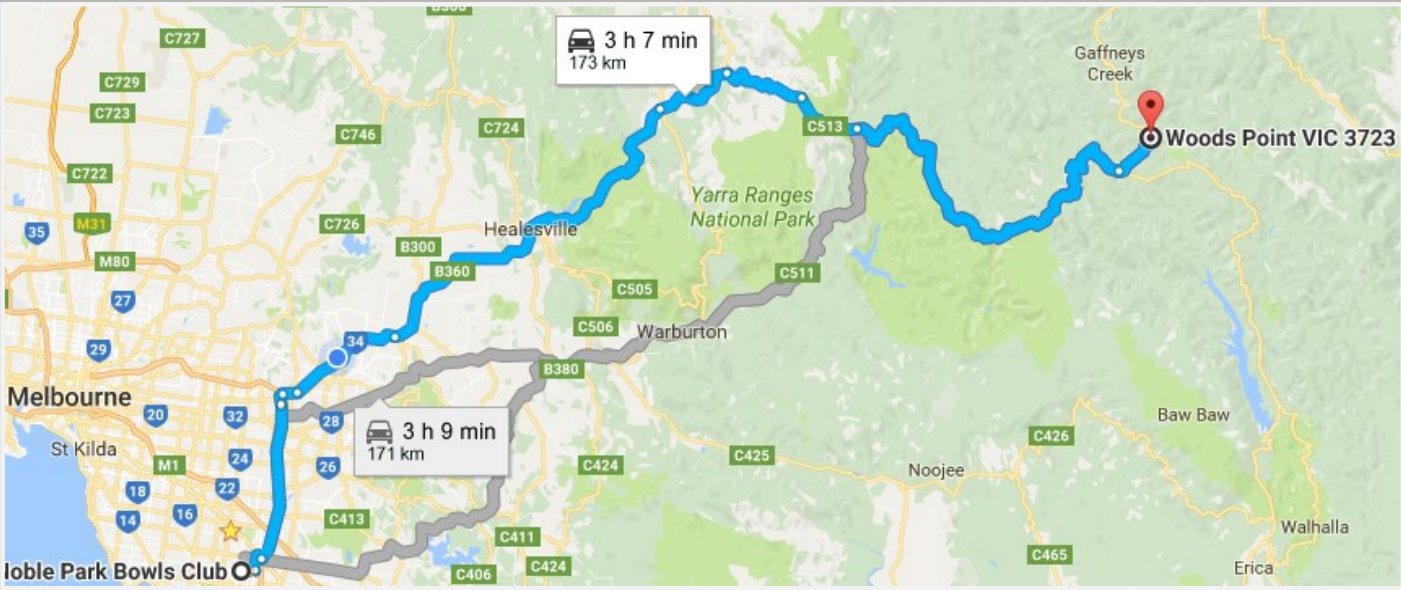 B300
C727
3 h 7 min
173 km
Gaffneys
Creek
C729
C723
C746
C724
C513
Woods Point VIC 3723
C722
Yarra Ranges
National Park
M31
35
C726
Healesville
B300
M80
B360
C511
27
C505
C506
Warburton
34
29
B380
Melbourne
20
32
28
3 h 9 min
171 km
Baw Baw
St Kilda
C426
M1
24
26
C424
C425
Noojee
22
18
16
14
C413
C411
Walhalla
C465
Noble Park Bowls Club
C406
C424
Erica